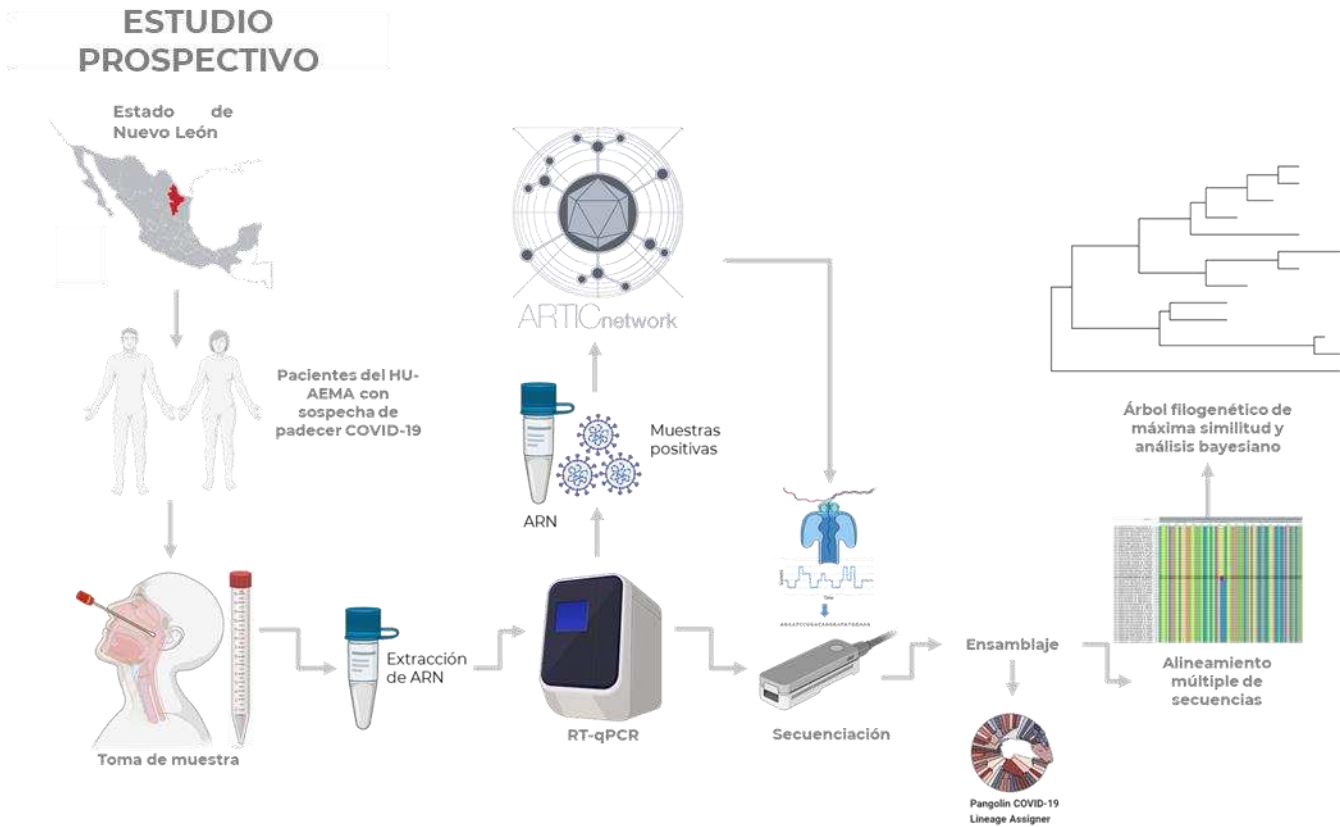 ESTUDIO
PROSPECTIVO
Estado de
Nuevo León
Pacientes del HU-
AEMA con
sospecha de
padecer COVID-19
Toma de muestra
Extracción
de ARN
RT-qPCR
ARN
Muestras
positivas
ARTICnetwork
Time
Secuenciación
Ensamblaje
Pangolin COVID-19
Lineage Assigner
Alineamiento
múltiple de
secuencias
Árbol filogenético de
máxima similitud y
análisis bayesiano